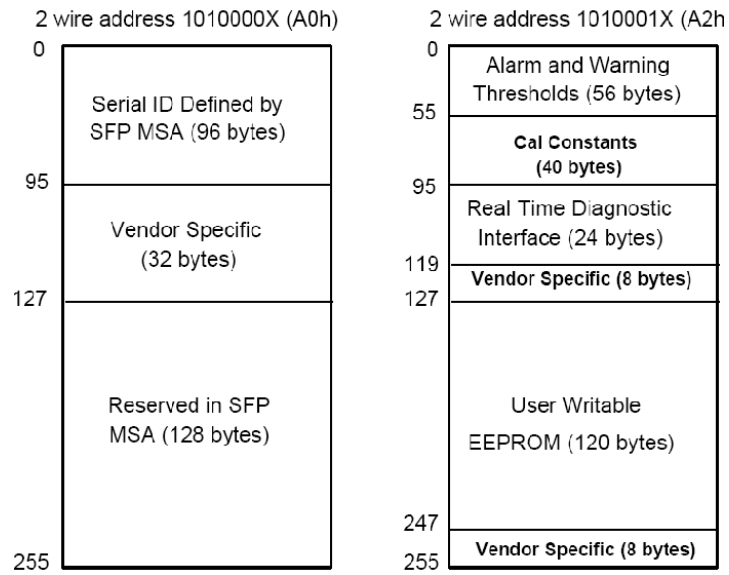 2 wire address 1010000X (A0h)
0
Serial ID Defined by
SFP MSA (96 bytes)
95
Vendor Specific
(32 bytes)
127
Reserved in SFP
MSA (128 bytes)
255
2 wire address 1010001X (A2h
0
Alarm and Warning
Thresholds (56 bytes)
55
Cal Constants
(40 bytes)
95
Real Time Diagnostic
Interface (24 bytes)
119
Vendor Specific (8 bytes)
127
User Writable
EEPROM (120 bytes)
247
Vendor Specific (8 bytes)
255